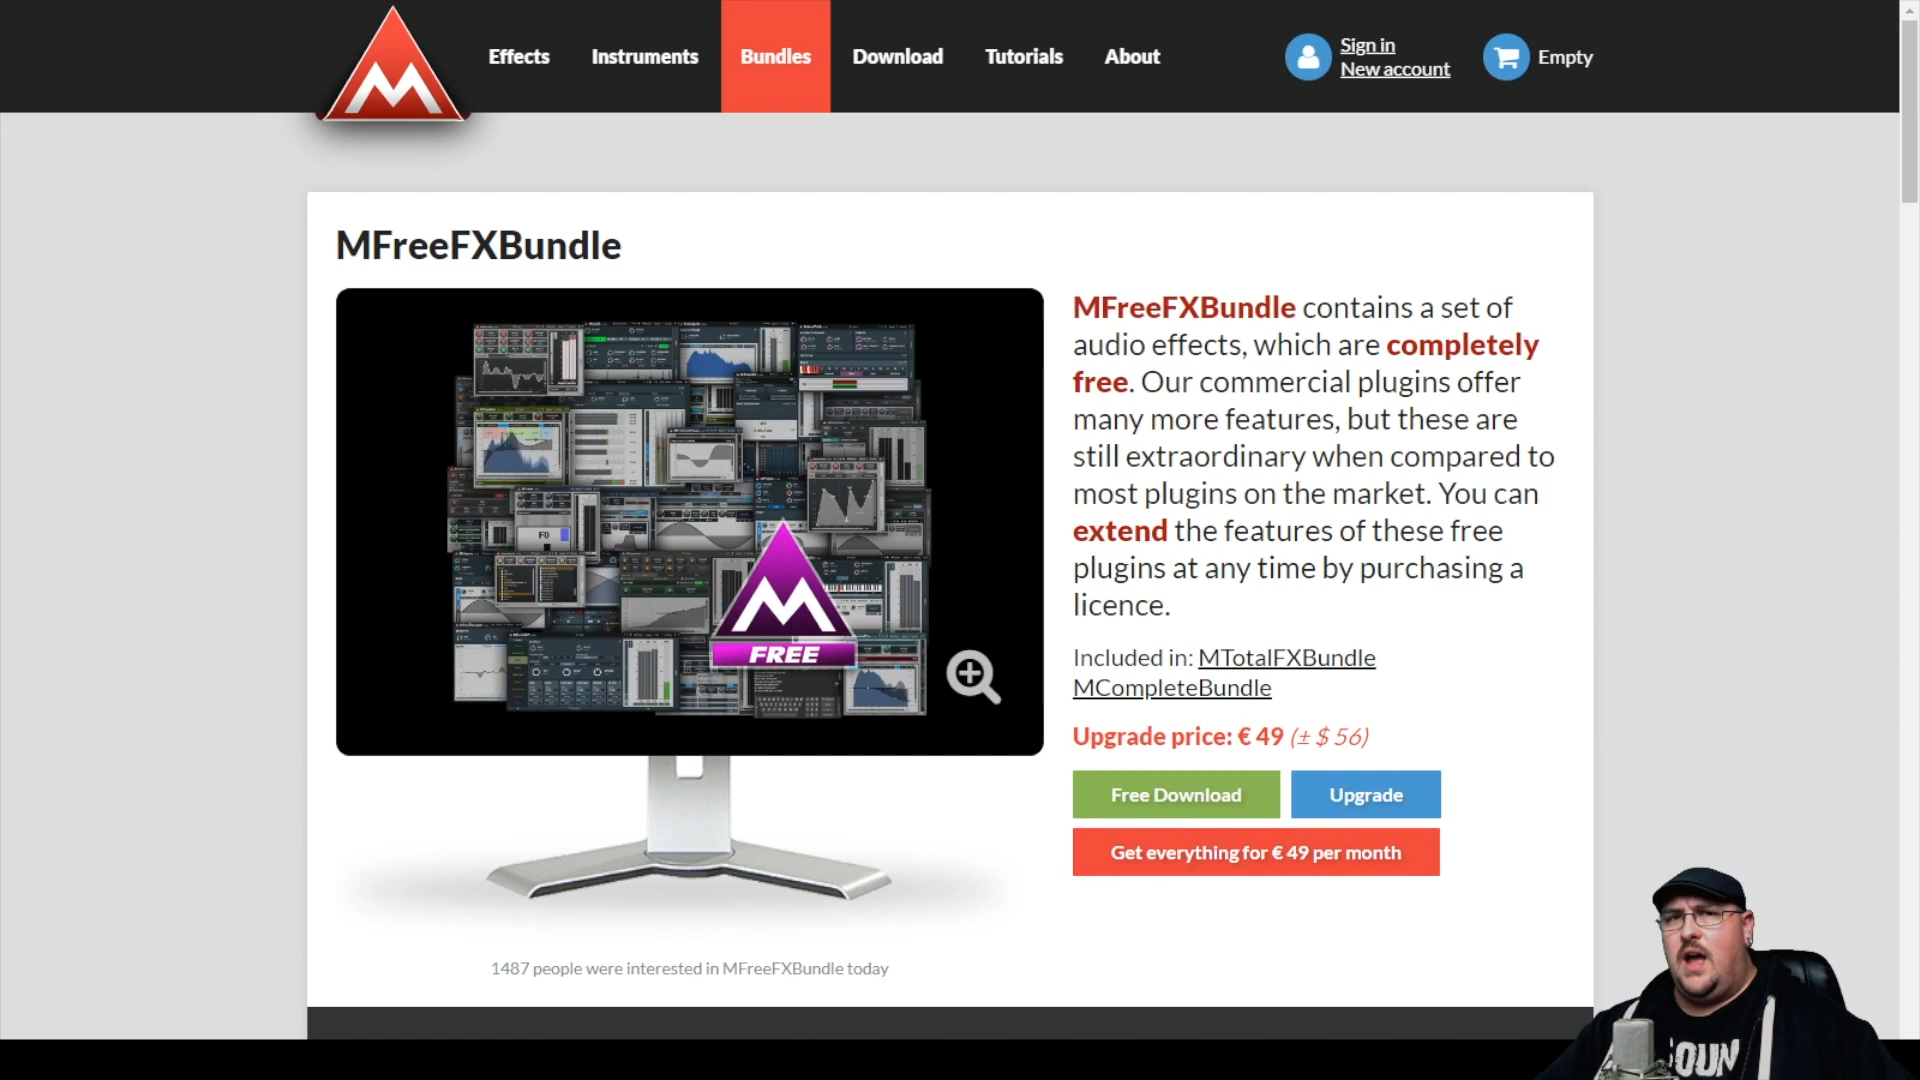 Effects
Instruments
Bundles
Download
Tutorials
About
Sign in
New account
Empty
MFreeFXBundle
MFreeFXBundle contains a set of
audio effects, which are completely
free. Our commercial plugins offer
many more features, but these are
still extraordinary when compared to
most plugins on the market. You can
extend the features of these free
plugins at any time by purchasing a
licence.
F0
FREE
Included in: MTotalFXBundle
MCompleteBundle
Upgrade price: € 49 (± $ 56)
Free Download
Upgrade
Get everything for € 49 per month
1487 people were interested in MFreeFXBundle today